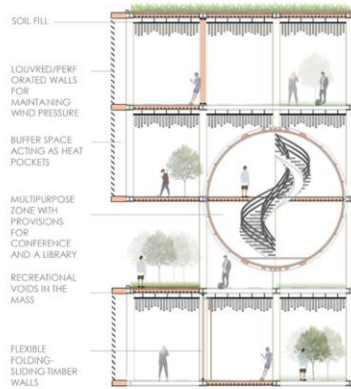 SOIL FILL
LOUVRED/PERF
ORATED WALLS
FOR
MAINTAINING
WIND PRESSURE
BUFFER SPACE
ACTING AS HEAT
POCKETS
MULTIPURPOSE
ZONE WITH
PROVISIONS
FOR
CONFERENCE
AND A LIBRARY
RECREATIONAL
VOIDS IN THE
MASS
FLEXIBLE
FOLDING-
SLIDING TIMBER
WALLS